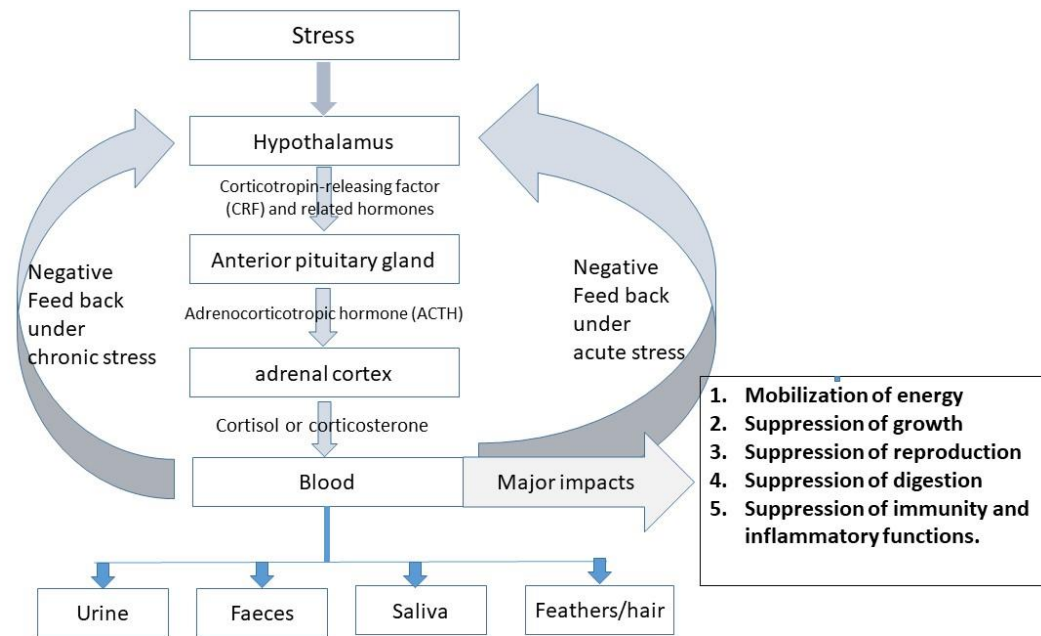 Stress
Hypothalamus
Corticotropin-releasing factor
(CRF) and related hormones
Anterior pituitary gland
Adrenocorticotropic hormone (ACTH)
adrenal cortex
Cortisol or corticosterone
Blood
Major impacts
Negative
Feed back
under
chronic stress
Negative
Feed back
under
acute stress
1. Mobilization of energy
2. Suppression of growth
3. Suppression of reproduction
4. Suppression of digestion
5. Suppression of immunity and
inflammatory functions.
Urine
Faeces
Saliva
Feathers/hair